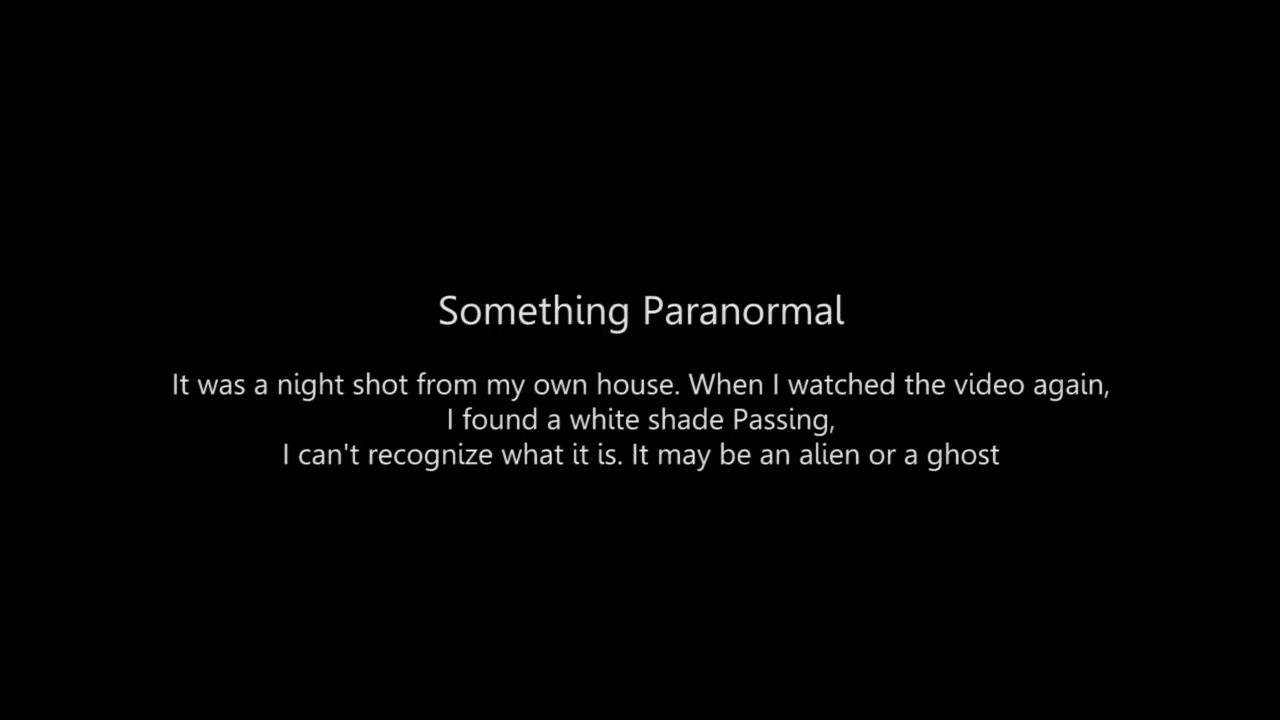 Something Paranormal
It was a night shot from my own house. When I watched the video again,
I found a white shade Passing,
I can't recognize what it is. It may be an alien or a ghost